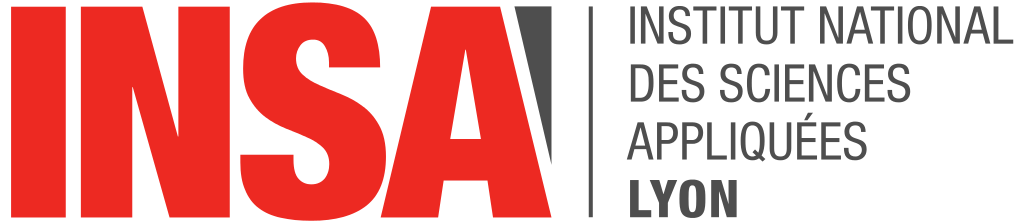 INSA
INSTITUT NATIONAL
DES SCIENCES
APPLIQUÉES
LYON